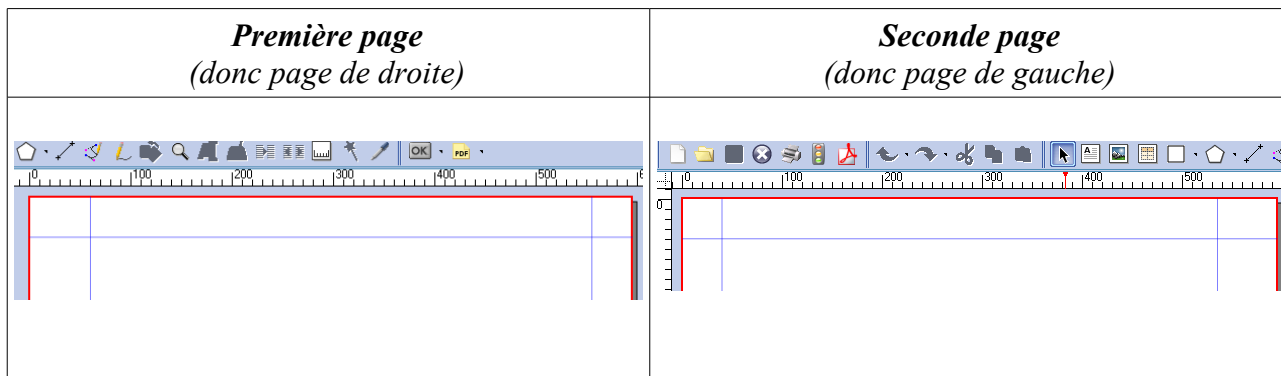 Première page
(donc page de droite)
Seconde page
(donc page de gauche)
OK PDF
0 100 200 300 400 500 6
0 100 200 300 400 500
0